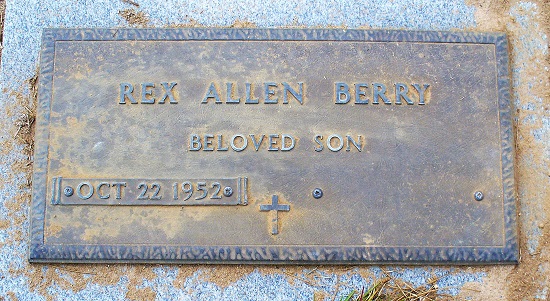 REX ALLEN BERRY
BELOVED SON
OCT 22 1952